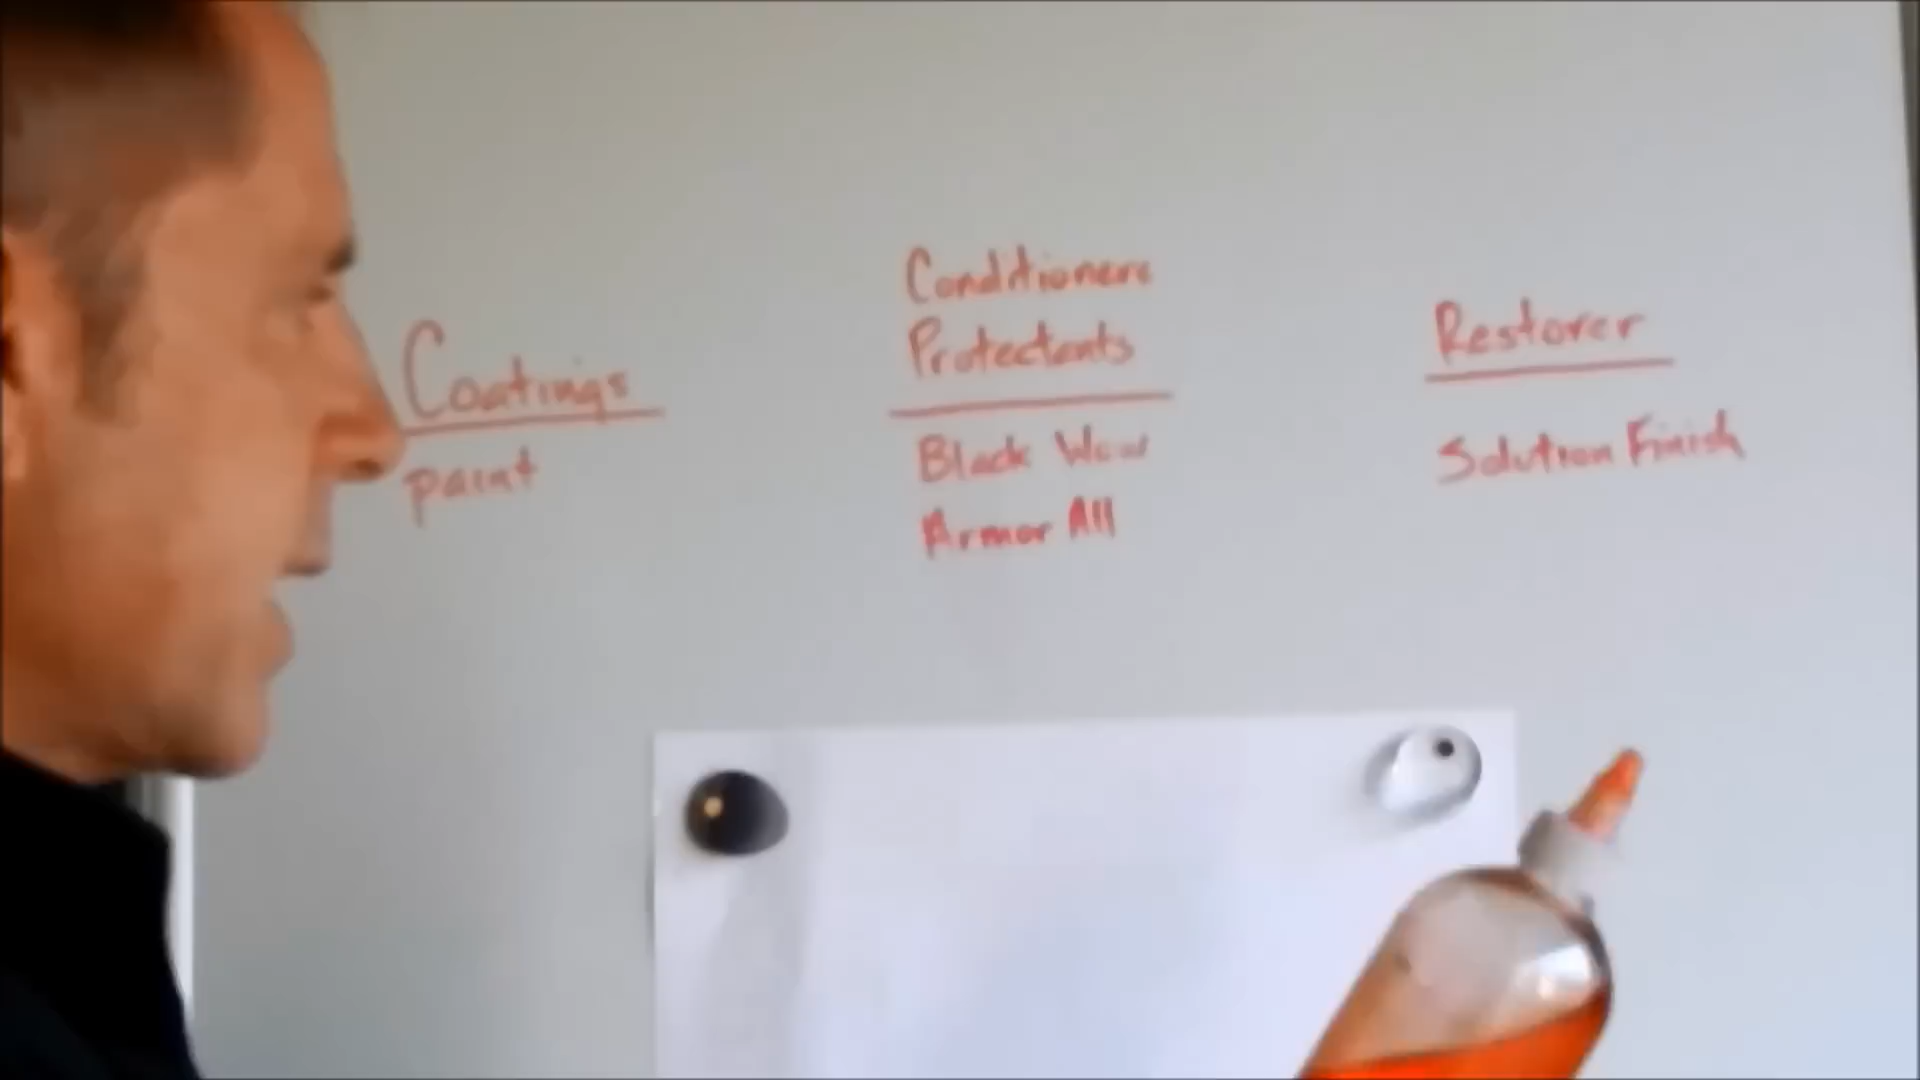 Coatings
paint
Conditioners
Protectants
Black Wow
Armor All
Restorer
Solution Finish